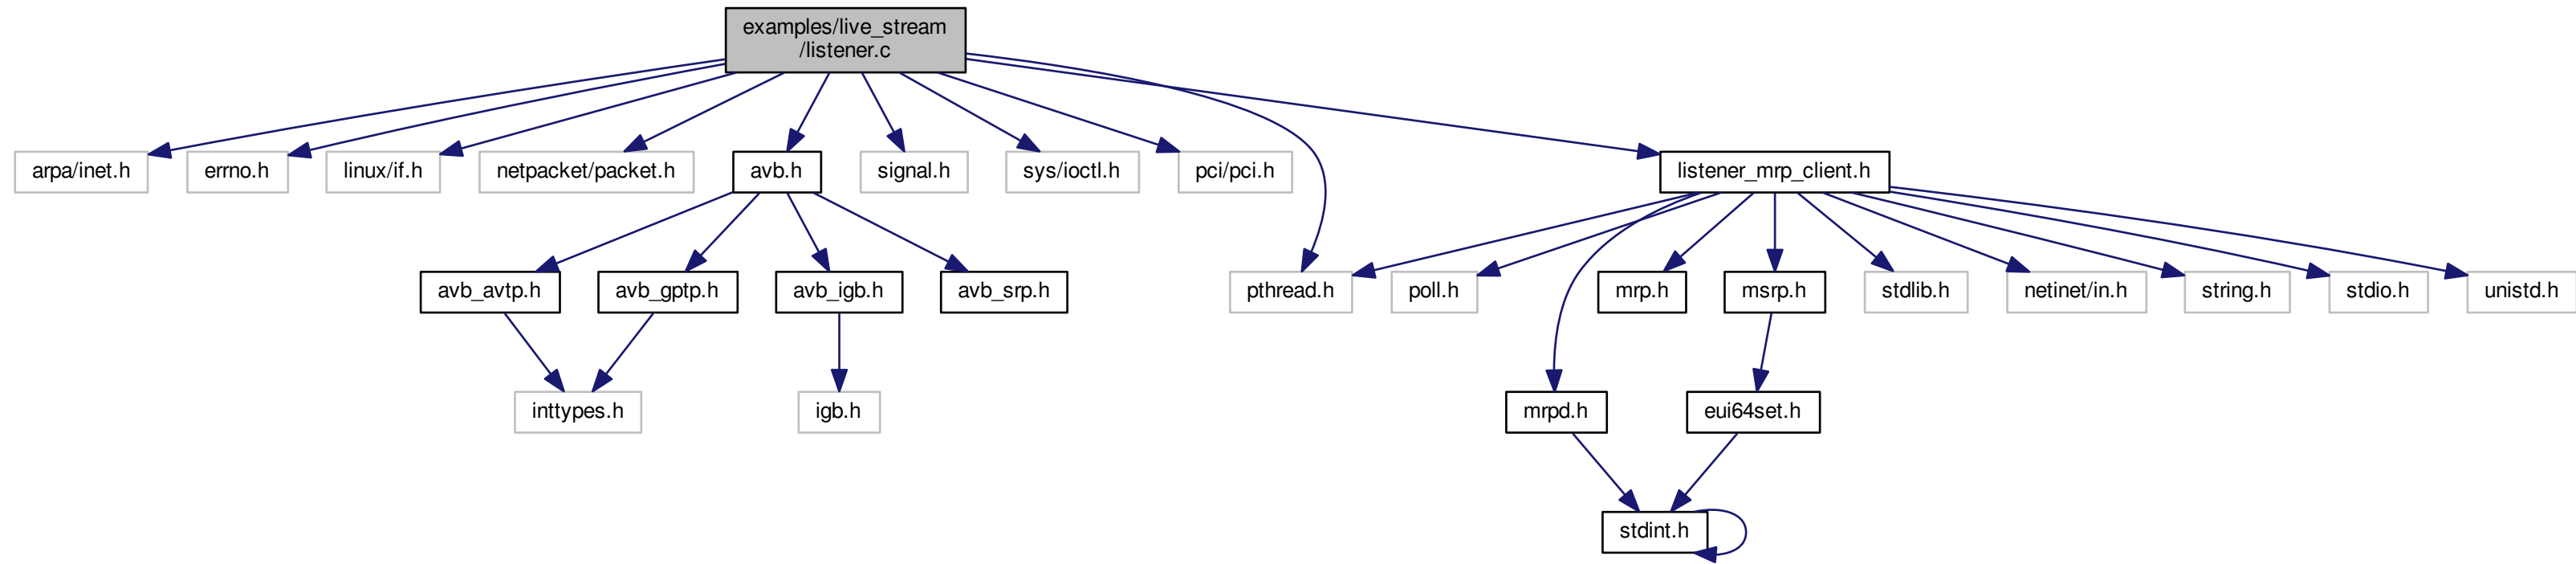 examples/live_stream
/listener.c
arpa/inet.h
errno.h
linux/if.h
netpacket/packet.h
avb.h
signal.h
sys/ioctl.h
pci/pci.h
listener_mrp_client.h
avb_avtp.h
avb_gptp.h
avb_igb.h
avb_srp.h
pthread.h
poll.h
mrp.h
msrp.h
stdlib.h
netinet/in.h
string.h
stdio.h
unistd.h
inttypes.h
igb.h
mrpd.h
eui64set.h
stdint.h